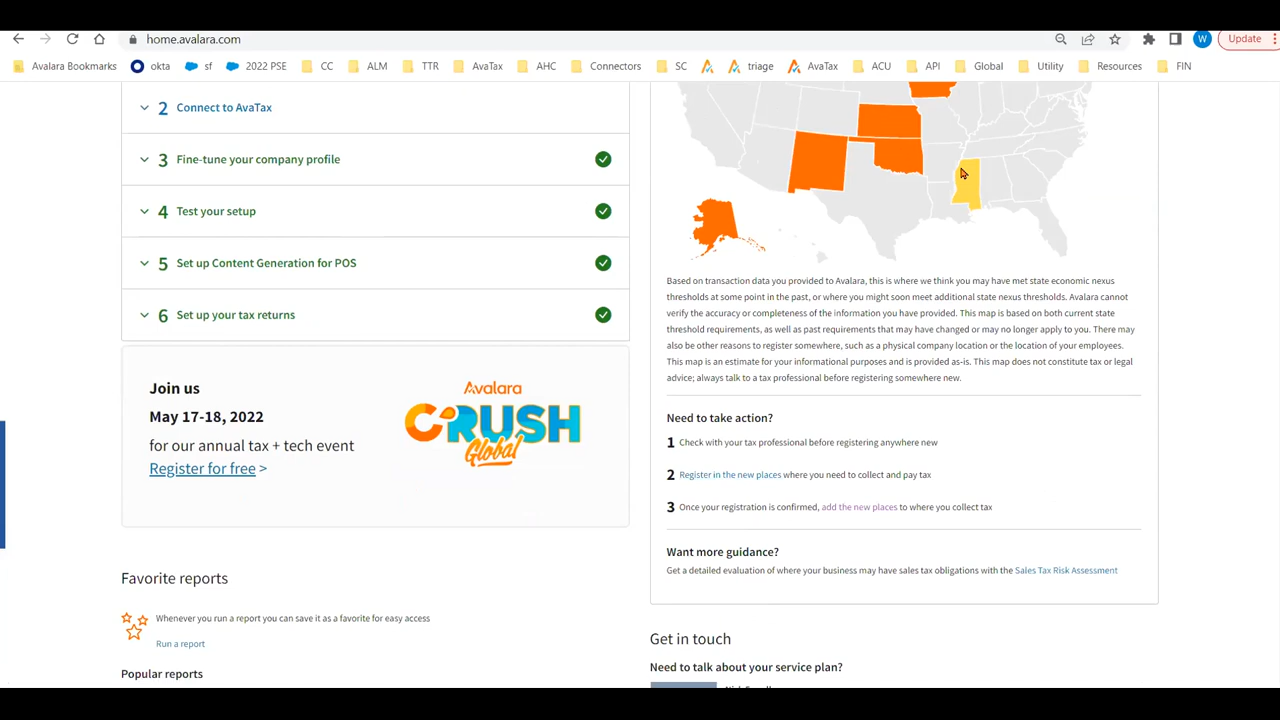 home.avalara.com
W
Update
Avalara Bookmarks
okta
sf
2022 PSE
CC
ALM
TTR
AvaTax
AHC
Connectors
SC
triage
AvaTax
ACU
API
Global
Utility
Resources
FIN
2 Connect to AvaTax
3 Fine-tune your company profile
4 Test your setup
5 Set up Content Generation for POS
6 Set up your tax returns
Join us
May 17-18, 2022
for our annual tax + tech event
Register for free >
Avalara
CRUSH
Global
Favorite reports
Whenever you run a report you can save it as a favorite for easy access
Run a report
Popular reports
Based on transaction data you provided to Avalara, this is where we think you may have met state economic nexus
thresholds at some point in the past, or where you might soon meet additional state nexus thresholds. Avalara cannot
verify the accuracy or completeness of the information you have provided. This map is based on both current state
threshold requirements, as well as past requirements that may have changed or may no longer apply to you. There may
also be other reasons to register somewhere, such as a physical company location or the location of your employees.
This map is an estimate for your informational purposes and is provided as-is. This map does not constitute tax or legal
advice; always talk to a tax professional before registering somewhere new.
Need to take action?
1 Check with your tax professional before registering anywhere new
2 Register in the new places where you need to collect and pay tax
3 Once your registration is confirmed, add the new places to where you collect tax
Want more guidance?
Get a detailed evaluation of where your business may have sales tax obligations with the Sales Tax Risk Assessment
Get in touch
Need to talk about your service plan?